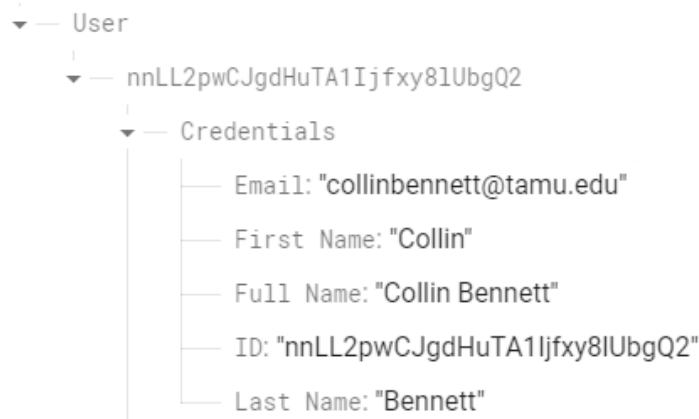 User
nnLL2pwCJgdHuTA1Ijfxy8lUbgQ2
Credentials
Email: "collinbennett@tamu.edu"
First Name: "Collin"
Full Name: "Collin Bennett"
ID: "nnLL2pwCJgdHuTA1Ijfxy8lUbgQ2"
Last Name: "Bennett"